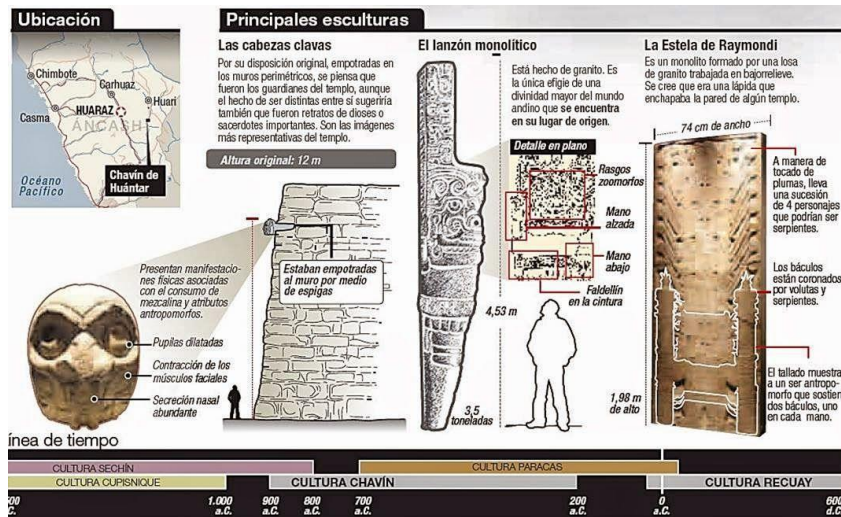 Ubicación
Chimbote
Carhuaz
Huari
Casma
HUARAZ
ÁNCASH
Chavín de
Huántar
Océano
Pacífico
Principales esculturas
Las cabezas clavas
Por su disposición original, empotradas en
los muros perimétricos, se piensa que
fueron los guardianes del templo, aunque
el hecho de ser distintas entre sí sugeriría
también que fueron retratos de dioses o
sacerdotes importantes. Son las imágenes
más representativas del templo.
Altura original: 12 m
Estaban empotradas
al muro por medio
de espigas
Presentan manifestacio-
nes físicas asociadas
con el consumo de
mezcalina y atributos
antropomorfos.
Pupilas dilatadas
Contracción de los
músculos faciales
Secreción nasal
abundante
El lanzón monolítico
Está hecho de granito. Es
la única efigie de una
divinidad mayor del mundo
andino que se encuentra
en su lugar de origen.
Detalle en plano
Rasgos
zoomorfos
Mano
alzada
Mano
abajo
Faldellín
en la cintura
4,53 m
3,5
toneladas
La Estela de Raymondi
Es un monolito formado por una losa
de granito trabajada en bajorrelieve.
Se cree que era una lápida que
enchapaba la pared de algún templo.
74 cm de ancho
A manera de
tocado de
plumas, lleva
una sucesión
de 4 personajes
que podrían ser
serpientes.
Los báculos
están coronados
por volutas y
serpientes.
El tallado muestra
a un ser antropo-
morfo que sostien
dos báculos, uno
en cada mano.
1,98 m
de alto
ínea de tiempo
CULTURA SECHÍN
CULTURA PARACAS
CULTURA CUPISNIQUE
CULTURA CHAVÍN
CULTURA RECUAY
1.000
a.C.
900
a.C.
800
a.C.
700
a.C.
200
a.C.
0
a.C.
600
d.C.